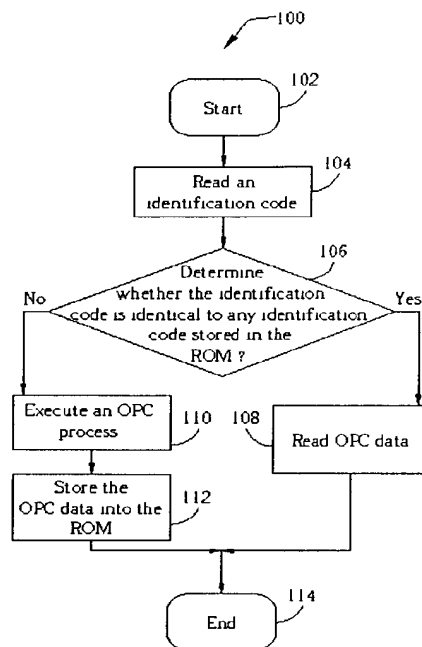 100
102
Start
104
Read an
identification code
106
Determine
whether the identification
code is identical to any identification
code stored in the
ROM ?
No
Yes
Execute an OPC
process
110
108
Read OPC data
Store the
OPC data into the
ROM
112
End
114